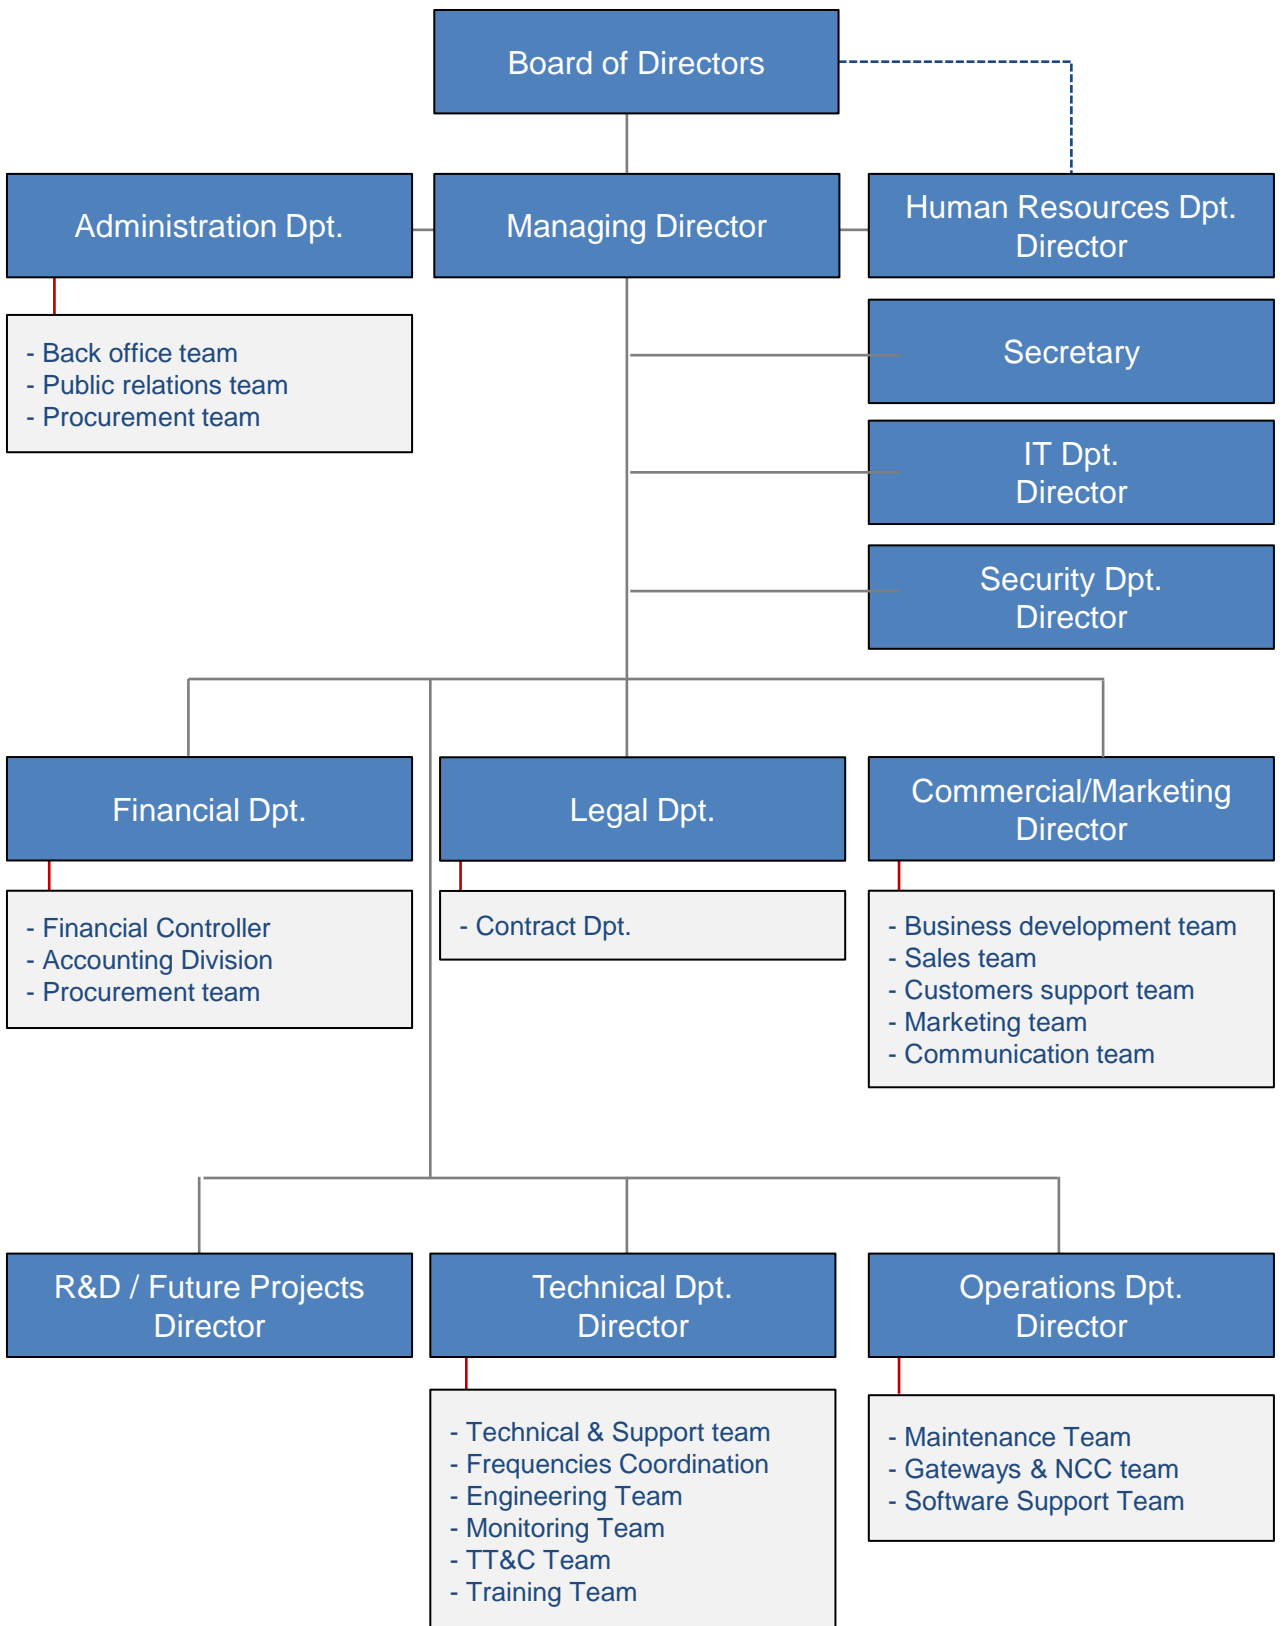 Board of Directors
Administration Dpt.
Managing Director
Human Resources Dpt.
Director
- Back office team
- Public relations team
- Procurement team
Secretary
IT Dpt.
Director
Security Dpt.
Director
Financial Dpt.
Legal Dpt.
Commercial/Marketing
Director
- Financial Controller
- Accounting Division
- Procurement team
- Contract Dpt.
- Business development team
- Sales team
- Customers support team
- Marketing team
- Communication team
R&D / Future Projects
Director
Technical Dpt.
Director
Operations Dpt.
Director
- Technical & Support team
- Frequencies Coordination
- Engineering Team
- Monitoring Team
- TT&C Team
- Training Team
- Maintenance Team
- Gateways & NCC team
- Software Support Team